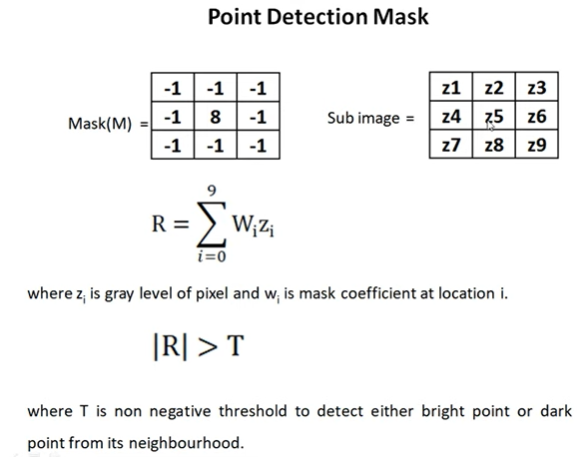 Point Detection Mask
-1 -1 -1 z1 z2 z3
Mask(M) = -1 8 -1 Sub image = z4 z5 z6
-1 -1 -1 z7 z8 z9
9
R = ∑ Wᵢzᵢ
i=0
where zᵢ is gray level of pixel and wᵢ is mask coefficient at location i.
|R| > T
where T is non negative threshold to detect either bright point or dark
point from its neighbourhood.